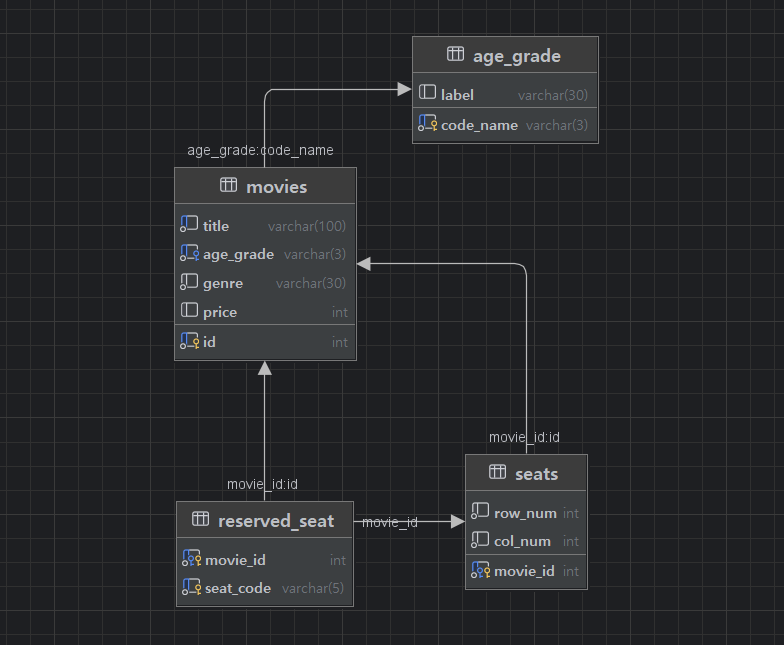 age_grade
label varchar(30)
code_name varchar(3)
age_grade:code_name
movies
title varchar(100)
age_grade varchar(3)
genre varchar(30)
price int
id int
movie_id:id
seats
row_num int
col_num int
movie_id int
movie_id:id
reserved_seat
movie_id int
seat_code varchar(5)
movie_id